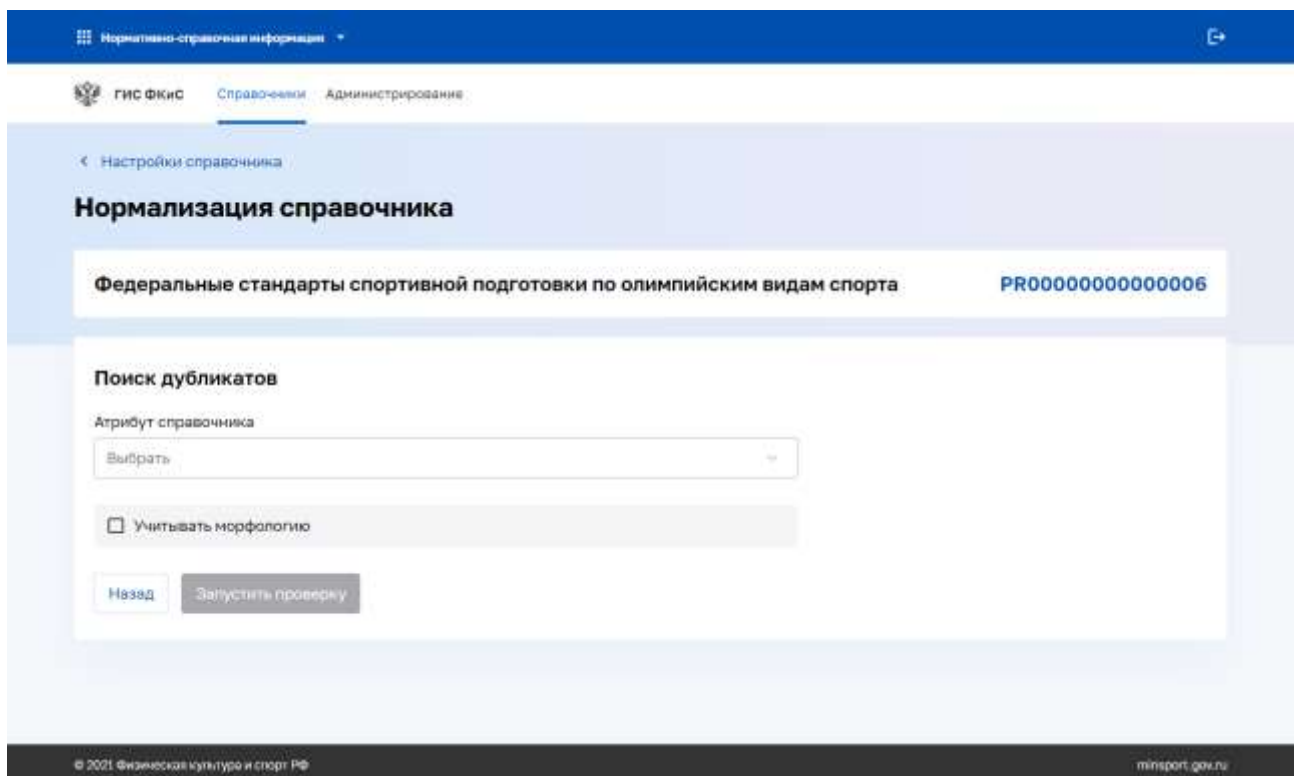 Нормативно-справочная информация
ГИС ФКиС Справочники Администрирование
Настройки справочника
Нормализация справочника
Федеральные стандарты спортивной подготовки по олимпийским видам спорта PR00000000000006
Поиск дубликатов
Атрибут справочника
Выбрать
Учитывать морфологию
Назад Запустить проверку
© 2021 Физическая культура и спорт РФ minsport.gov.ru